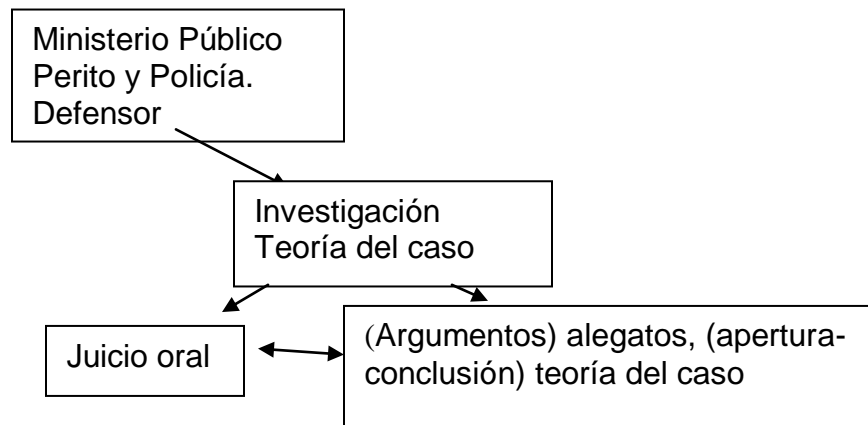 Ministerio Público
Perito y Policía.
Defensor
Investigación
Teoría del caso
Juicio oral
(Argumentos) alegatos, (apertura-
conclusión) teoría del caso